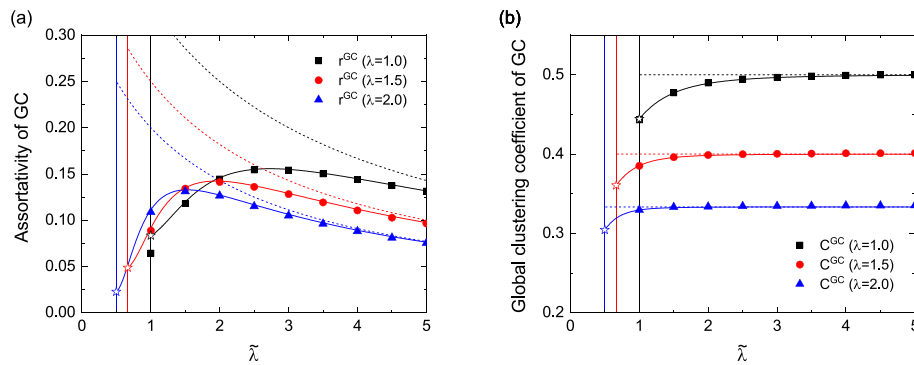 (a)
0.30
0.25
0.20
0.15
0.10
0.05
0.00
Assortativity of GC
r^GC (λ=1.0)
r^GC (λ=1.5)
r^GC (λ=2.0)
0 1 2 3 4 5
λ̃
(b)
0.5
0.4
0.3
0.2
Global clustering coefficient of GC
C^GC (λ=1.0)
C^GC (λ=1.5)
C^GC (λ=2.0)
0 1 2 3 4 5
λ̃